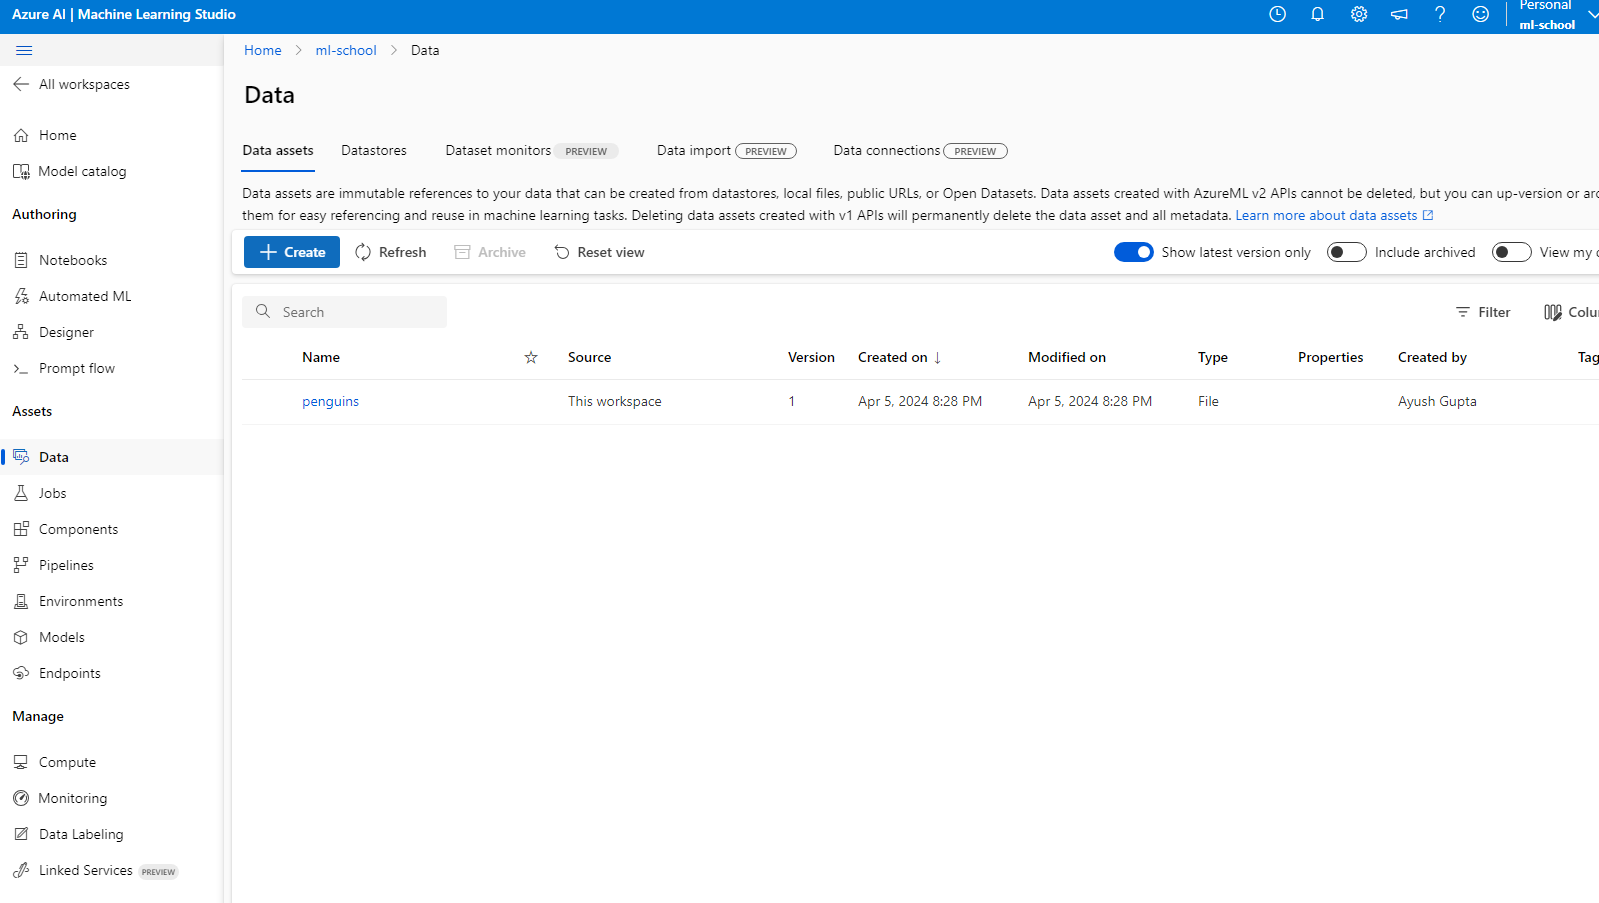 Azure AI | Machine Learning Studio
Personal
ml-school
Home > ml-school > Data
All workspaces
Data
Home
Model catalog
Data assets Datastores Dataset monitors PREVIEW Data import PREVIEW Data connections PREVIEW
Data assets are immutable references to your data that can be created from datastores, local files, public URLs, or Open Datasets. Data assets created with AzureML v2 APIs cannot be deleted, but you can up-version or
them for easy referencing and reuse in machine learning tasks. Deleting data assets created with v1 APIs will permanently delete the data asset and all metadata. Learn more about data assets
Authoring
Create Refresh Archive Reset view Show latest version only Include archived View my
Notebooks
Automated ML
Designer
Prompt flow
Search Filter
Name Source Version Created on ↓ Modified on Type Properties Created by
penguins This workspace 1 Apr 5, 2024 8:28 PM Apr 5, 2024 8:28 PM File Ayush Gupta
Assets
Data
Jobs
Components
Pipelines
Environments
Models
Endpoints
Manage
Compute
Monitoring
Data Labeling
Linked Services PREVIEW